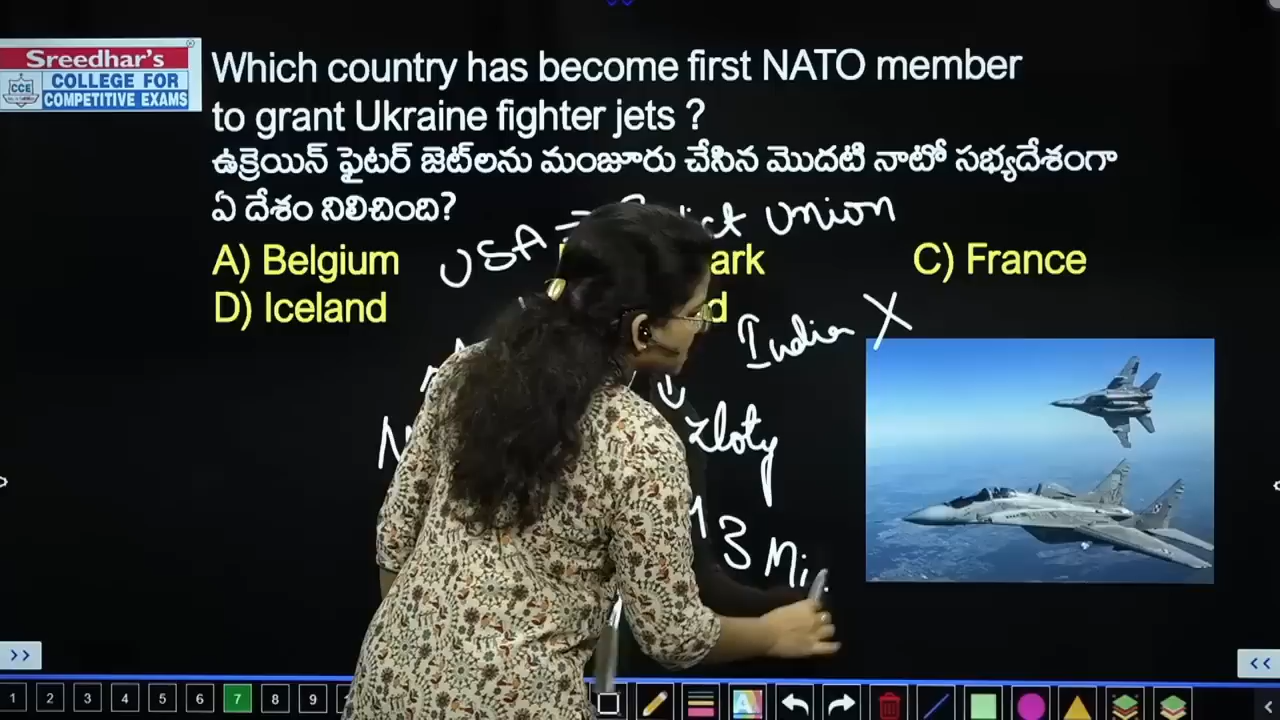 Sreedhar's
CCE
COLLEGE FOR
COMPETITIVE EXAMS
Which country has become first NATO member
to grant Ukraine fighter jets ?
ఉక్రెయిన్ ఫైటర్ జెట్‌లను మంజూరు చేసిన మొదటి నాటో సభ్యదేశంగా
ఏ దేశం నిలిచింది?
USA =
Union
A) Belgium
ark
C) France
D) Iceland
d
India X
Zloty
13 Mi
>>
<<
1 2 3 4 5 6 7 8 9
A